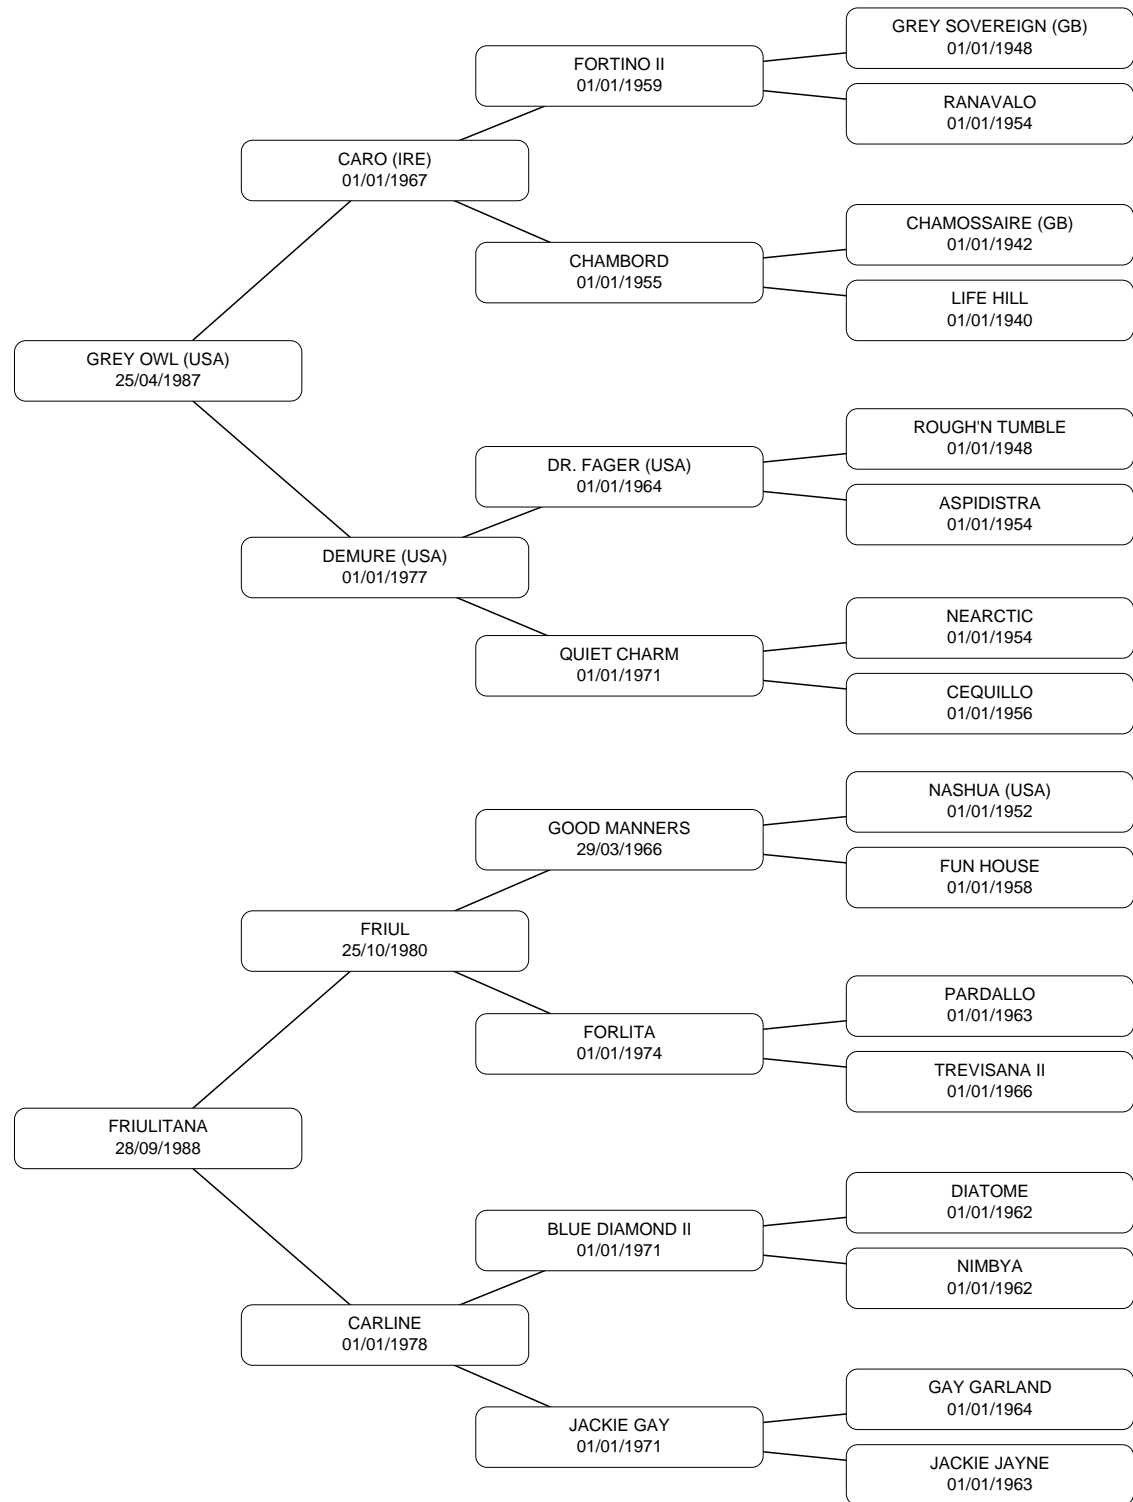 GREY SOVEREIGN (GB)
01/01/1948
FORTINO II
01/01/1959
RANAVALO
01/01/1954
CARO (IRE)
01/01/1967
CHAMOSSAIRE (GB)
01/01/1942
CHAMBORD
01/01/1955
LIFE HILL
01/01/1940
GREY OWL (USA)
25/04/1987
ROUGH'N TUMBLE
01/01/1948
DR. FAGER (USA)
01/01/1964
ASPIDISTRA
01/01/1954
DEMURE (USA)
01/01/1977
NEARCTIC
01/01/1954
QUIET CHARM
01/01/1971
CEQUILLO
01/01/1956
NASHUA (USA)
01/01/1952
GOOD MANNERS
29/03/1966
FUN HOUSE
01/01/1958
FRIUL
25/10/1980
PARDALLO
01/01/1963
FORLITA
01/01/1974
TREVISANA II
01/01/1966
FRIULITANA
28/09/1988
DIATOME
01/01/1962
BLUE DIAMOND II
01/01/1971
NIMBYA
01/01/1962
CARLINE
01/01/1978
GAY GARLAND
01/01/1964
JACKIE GAY
01/01/1971
JACKIE JAYNE
01/01/1963